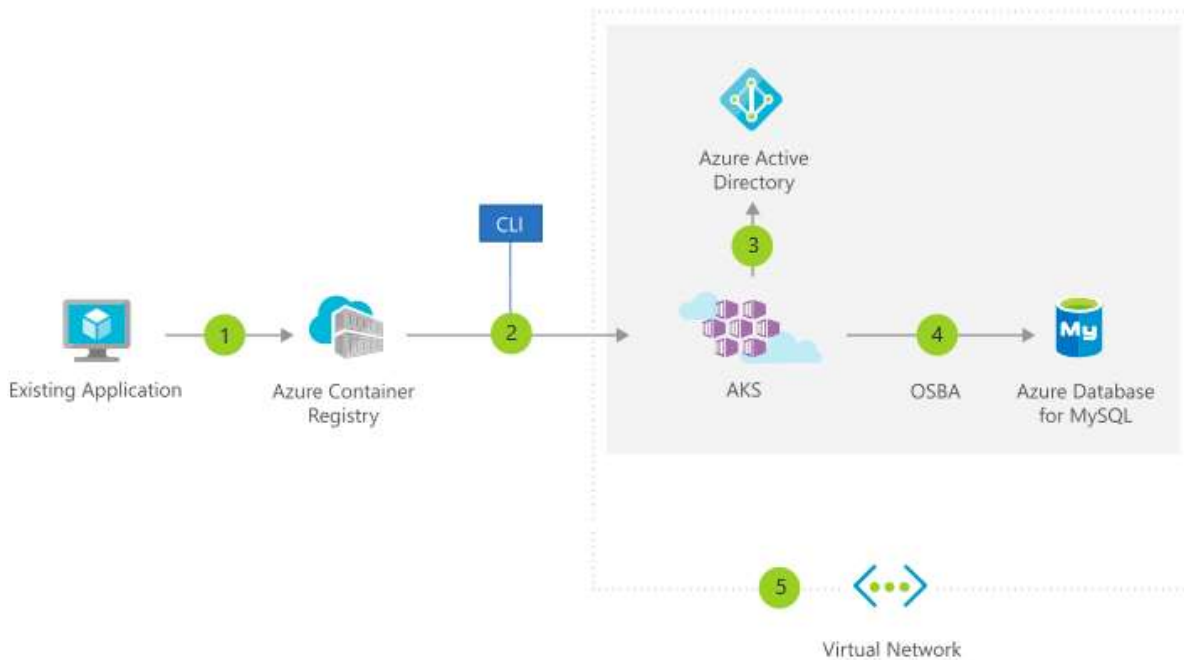 Azure Active
Directory
CLI
3
1
2
4
My
Existing Application
Azure Container
Registry
AKS
OSBA
Azure Database
for MySQL
5
Virtual Network